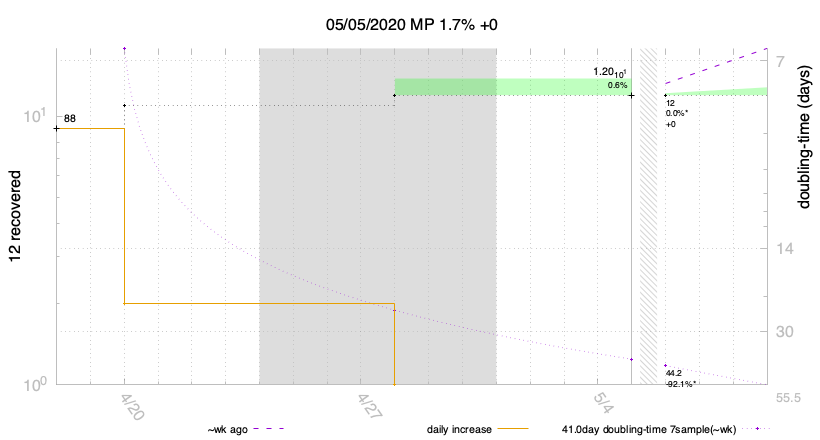 05/05/2020 MP 1.7% +0
12 recovered
doubling-time (days)
10¹
10⁰
88
1.20₁₀¹
0.6%
12
0.0%*
+0
44.2
-92.1%*
7
14
30
55.5
4/20
4/27
5/4
~wk ago
daily increase
41.0day doubling-time 7sample(~wk)